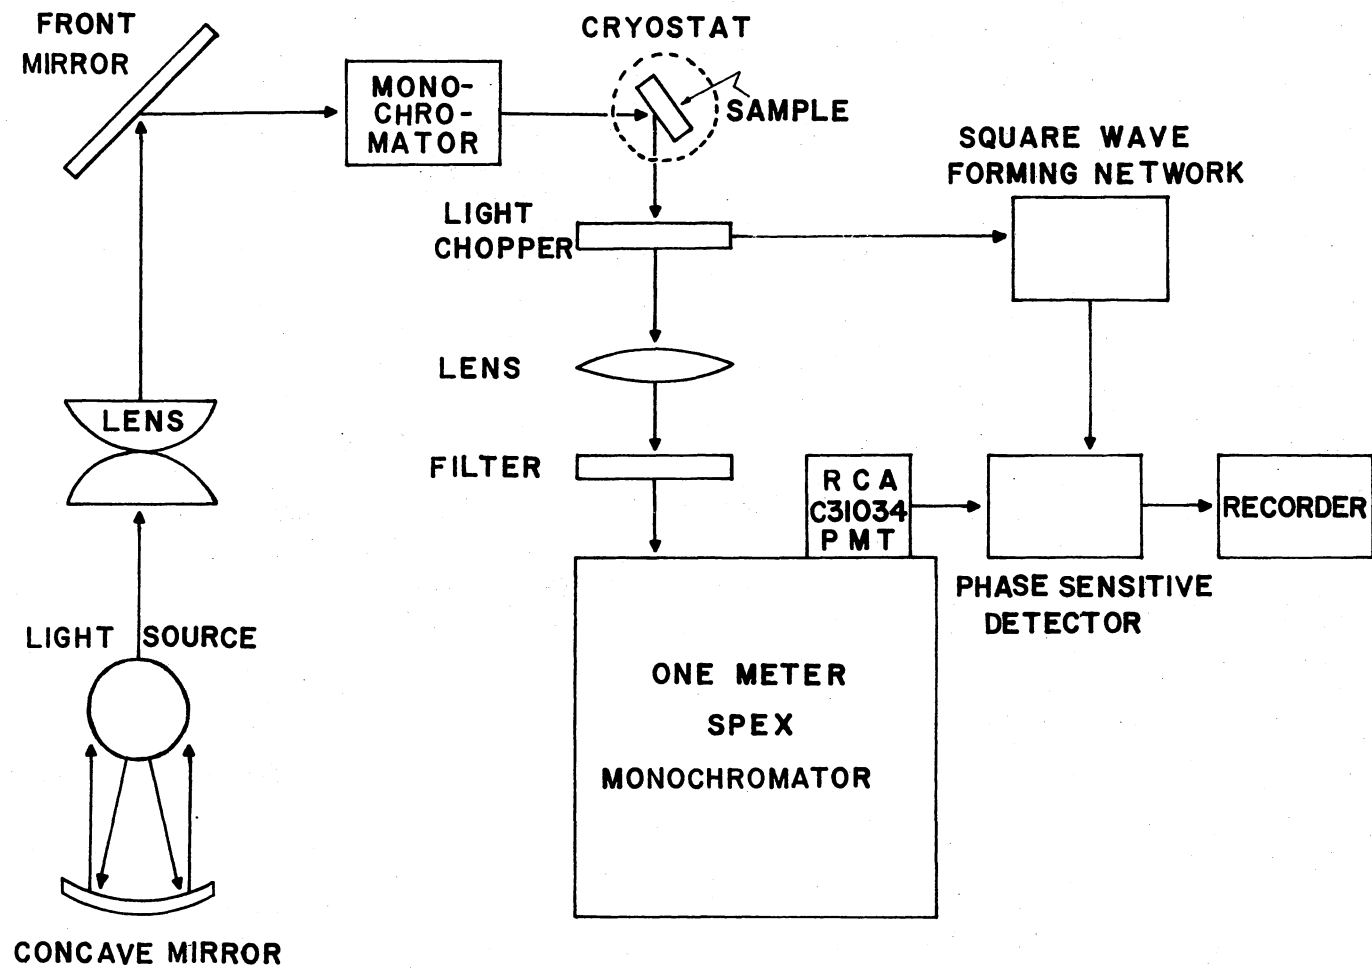 FRONT
MIRROR
MONO-
CHRO-
MATOR
CRYOSTAT
SAMPLE
SQUARE WAVE
FORMING NETWORK
LIGHT
CHOPPER
LENS
LENS
FILTER
RCA
C31034
PMT
RECORDER
PHASE SENSITIVE
DETECTOR
LIGHT SOURCE
ONE METER
SPEX
MONOCHROMATOR
CONCAVE MIRROR